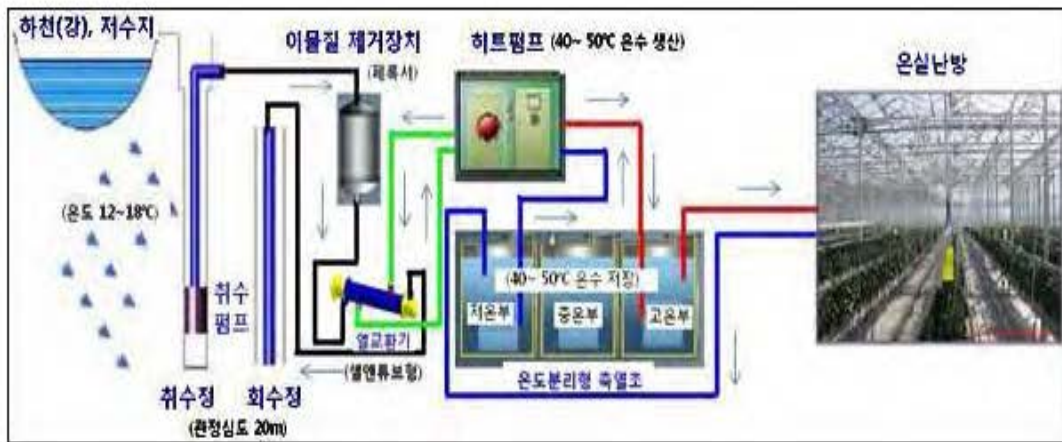 하천(강), 저수지
이물질 제거장치
(페록서)
히트펌프 (40~ 50℃ 온수 생산)
온실난방
(온도 12~18℃)
취수
펌프
열교환기
(쉘앤튜브형)
(40~ 50℃ 온수 저장)
저온부
중온부
고온부
온도분리형 축열조
취수정
회수정
(관정심도 20m)